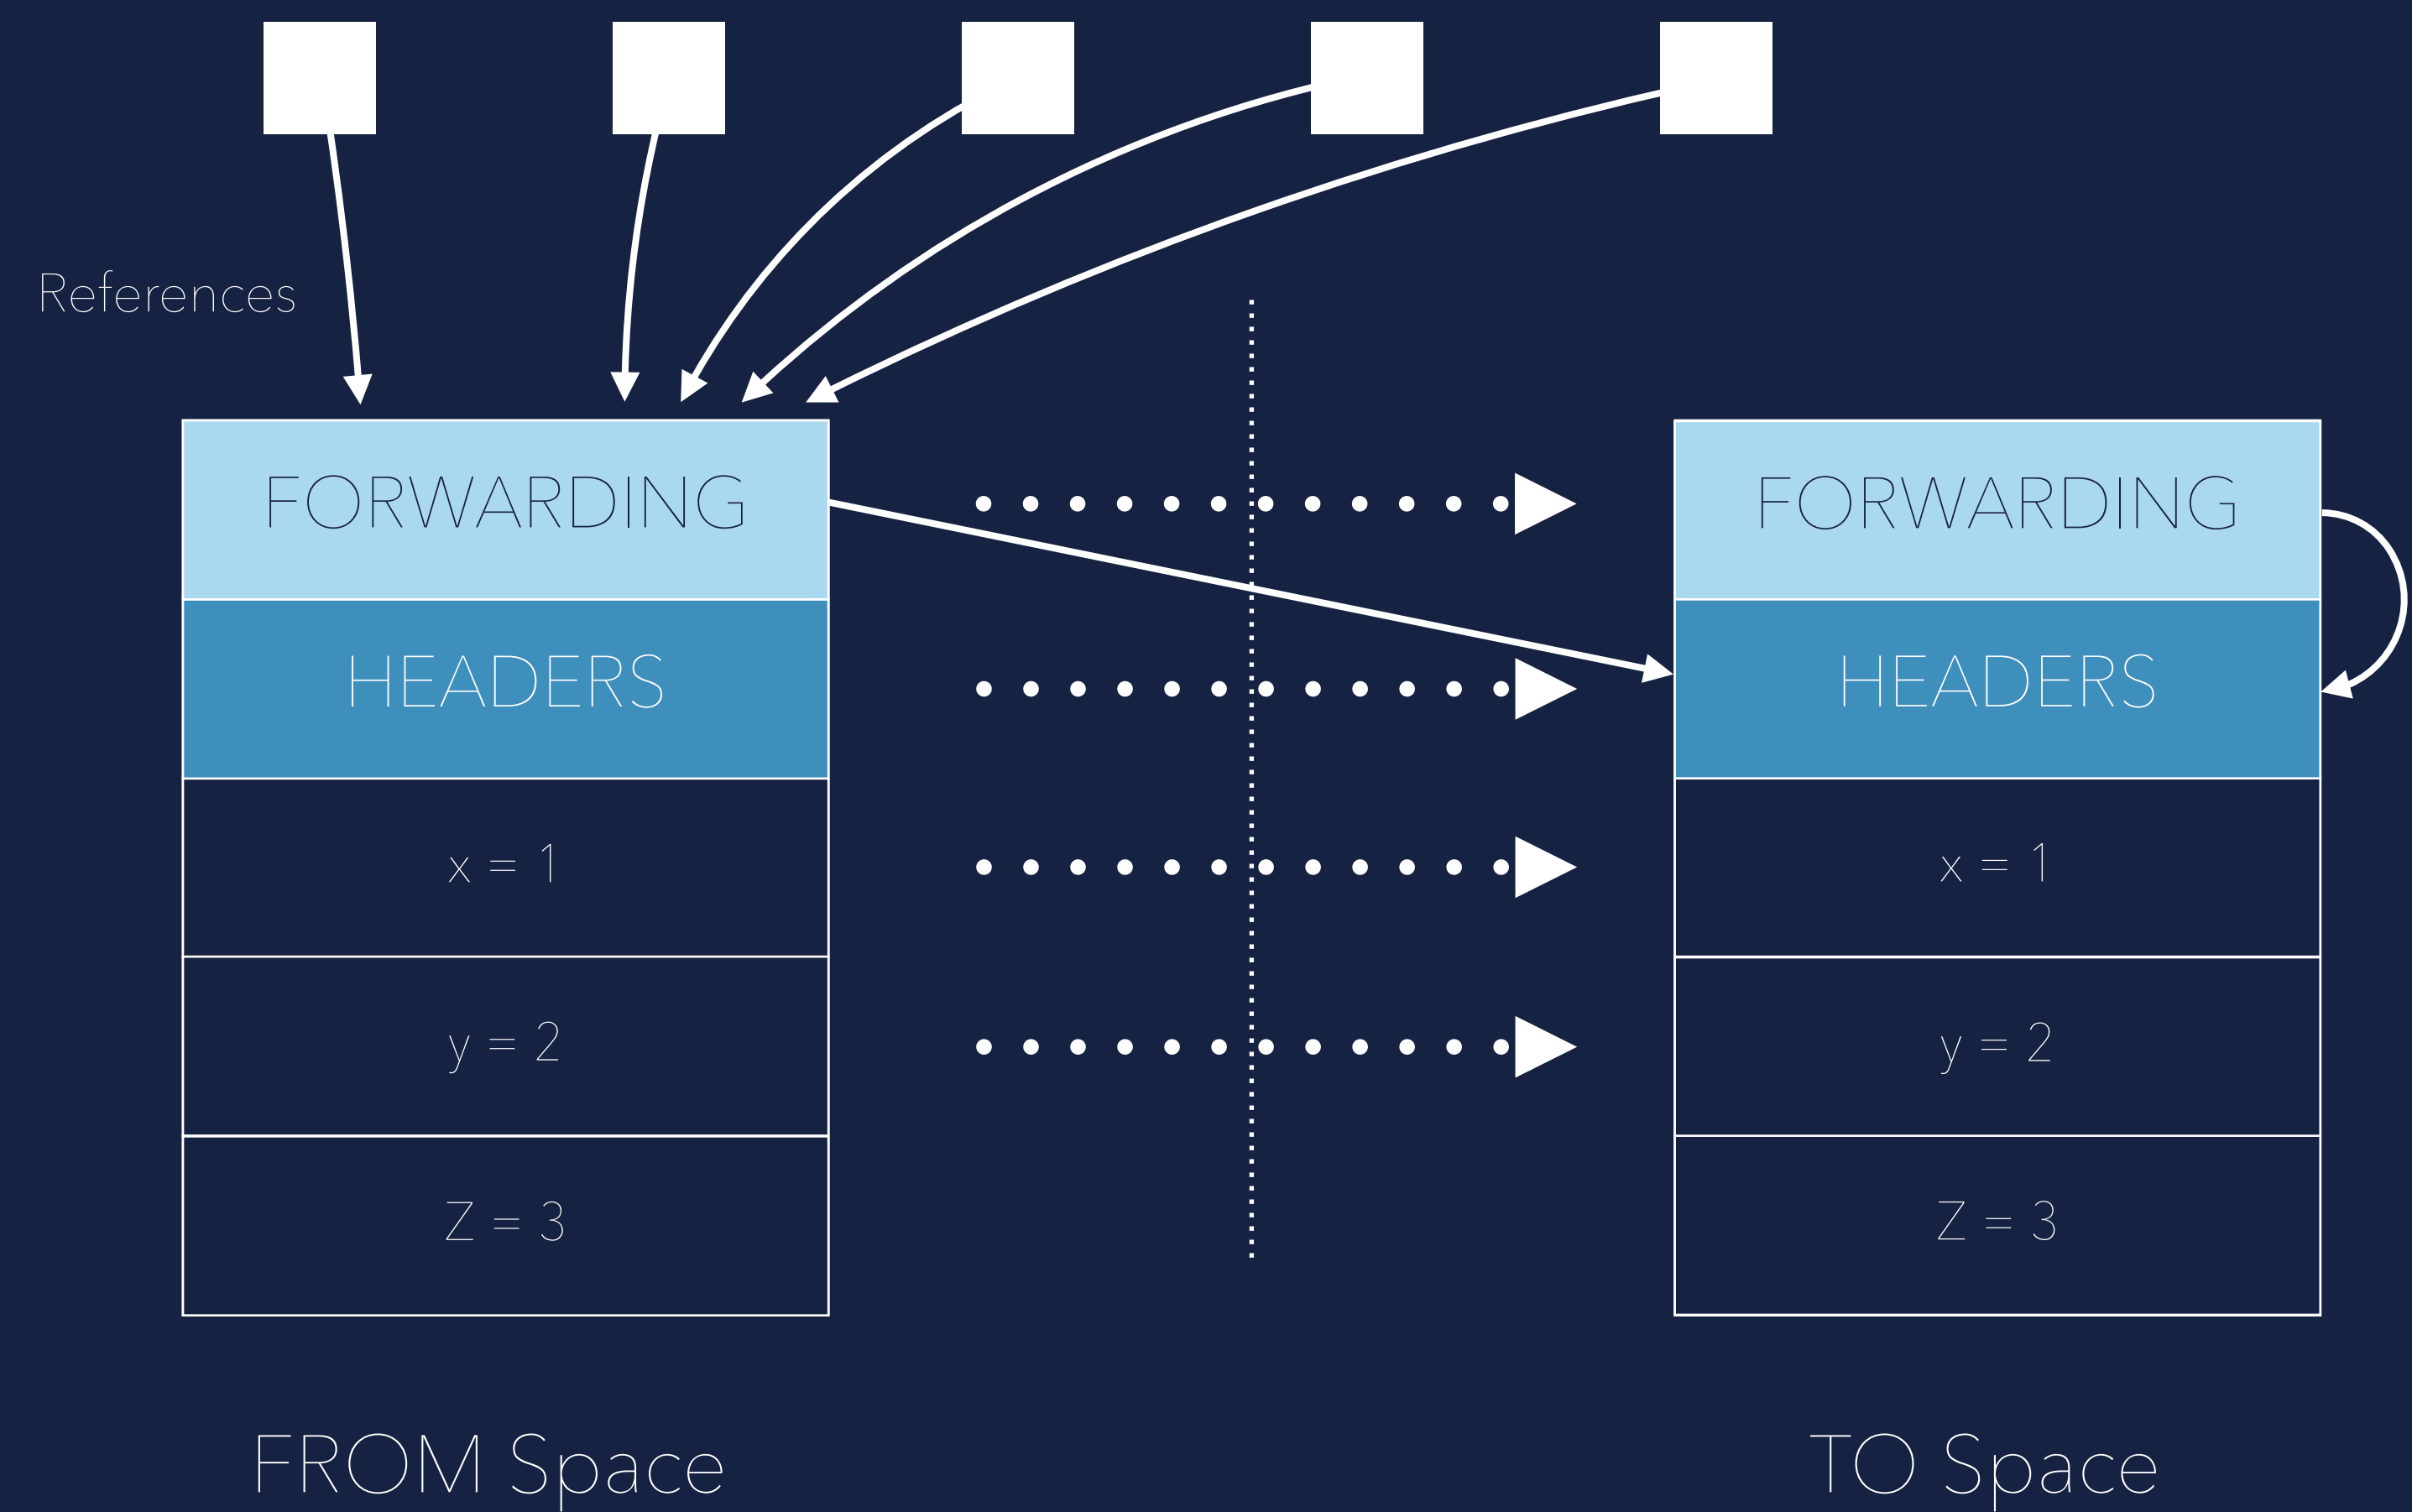 References
FORWARDING
HEADERS
x = 1
y = 2
Z = 3
FROM Space
FORWARDING
HEADERS
x = 1
y = 2
Z = 3
TO Space